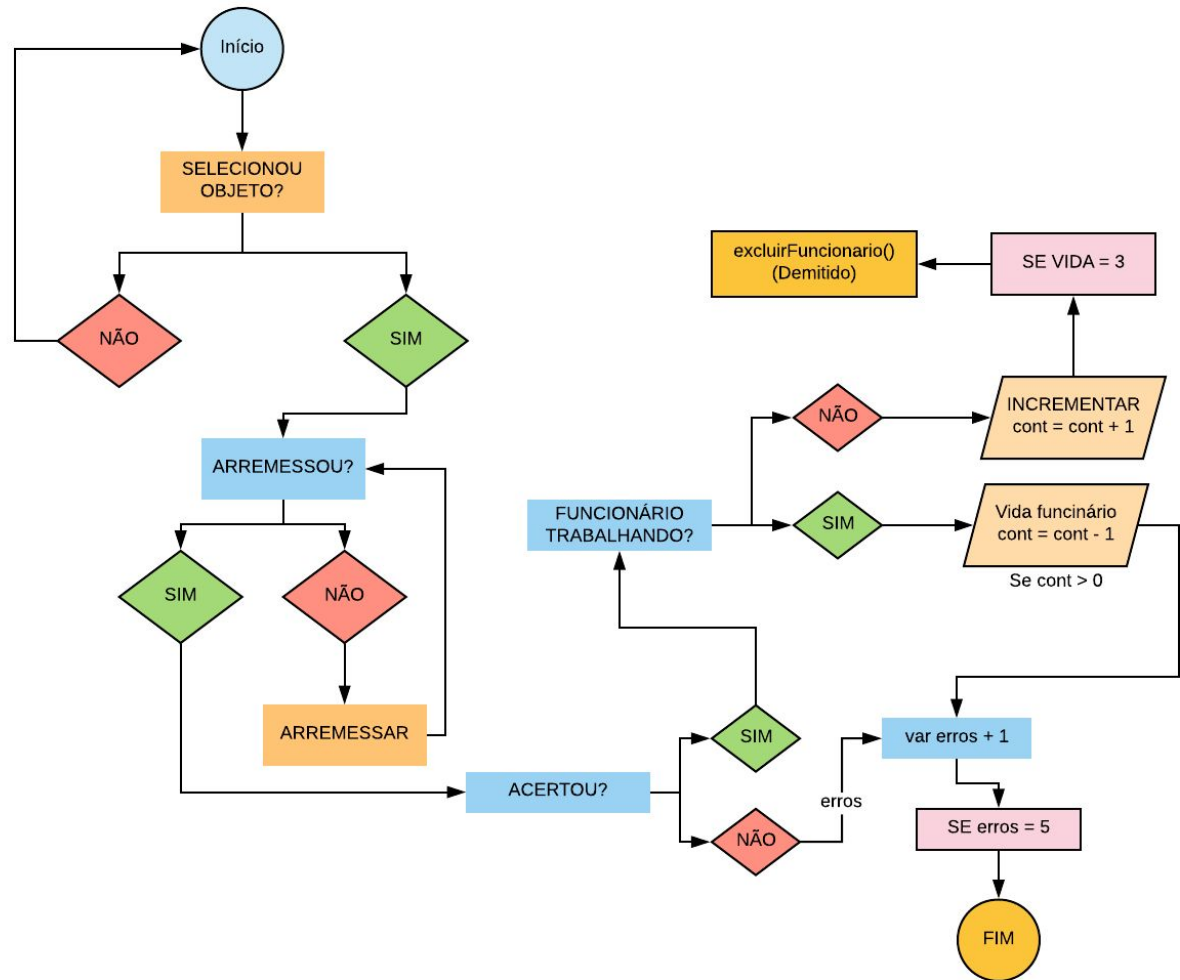 Início
SELECIONOU
OBJETO?
NÃO
SIM
ARREMESSOU?
SIM
NÃO
ARREMESSAR
ACERTOU?
SIM
NÃO
erros
FUNCIONÁRIO
TRABALHANDO?
NÃO
SIM
INCREMENTAR
cont = cont + 1
SE VIDA = 3
excluirFuncionario()
(Demitido)
Vida funcinário
cont = cont - 1
Se cont > 0
var erros + 1
SE erros = 5
FIM